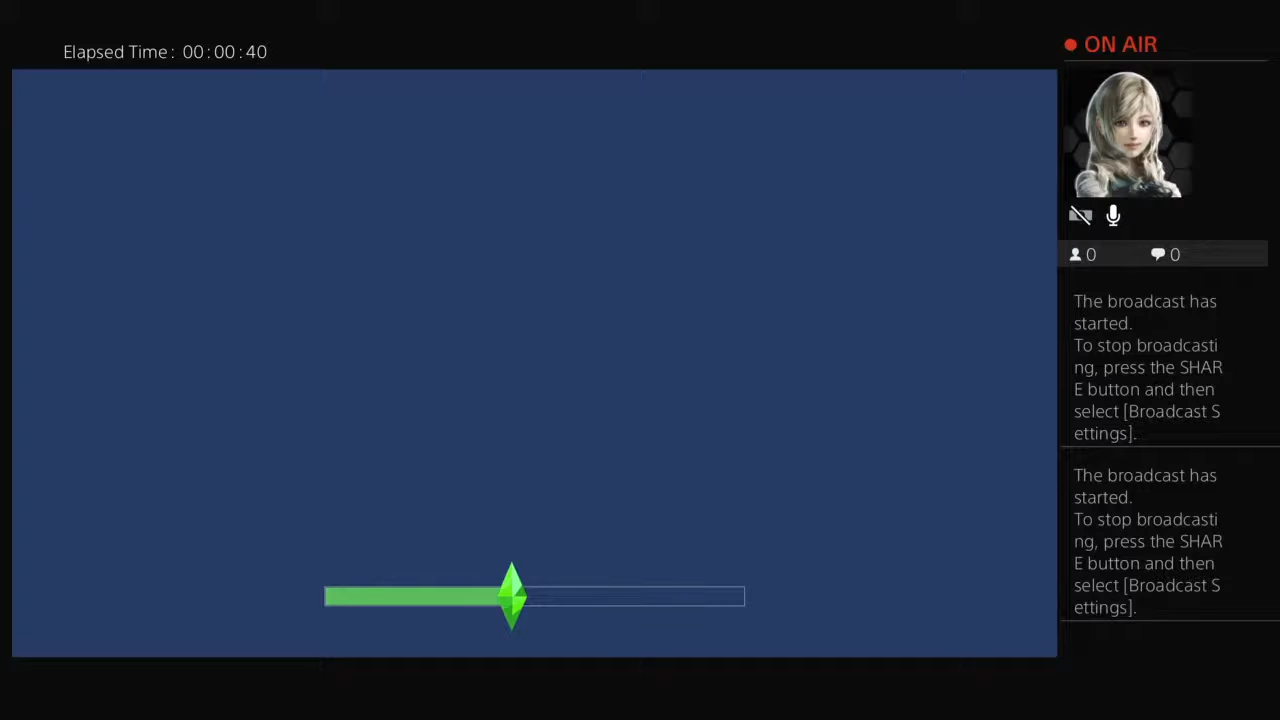 Elapsed Time: 00:00:40
ON AIR
0 0
The broadcast has
started.
To stop broadcasti
ng, press the SHAR
E button and then
select [Broadcast S
ettings].
The broadcast has
started.
To stop broadcasti
ng, press the SHAR
E button and then
select [Broadcast S
ettings].